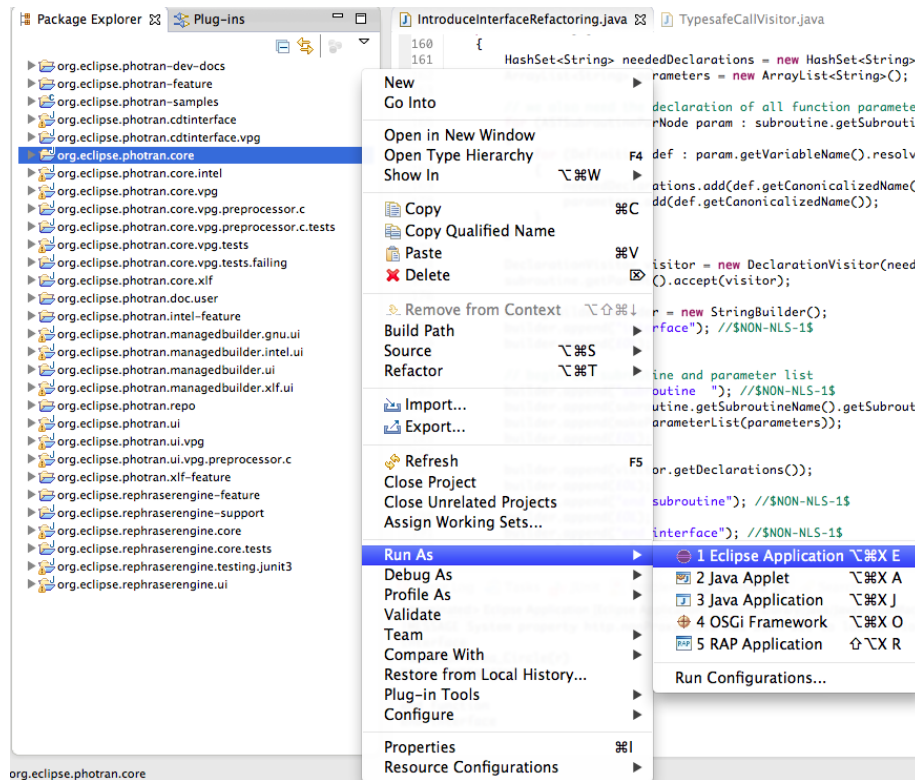 Package Explorer
Plug-ins
org.eclipse.photran-dev-docs
org.eclipse.photran-feature
org.eclipse.photran-samples
org.eclipse.photran.cdtinterface
org.eclipse.photran.cdtinterface.vpg
org.eclipse.photran.core
org.eclipse.photran.core.intel
org.eclipse.photran.core.vpg
org.eclipse.photran.core.vpg.preprocessor.c
org.eclipse.photran.core.vpg.preprocessor.c.tests
org.eclipse.photran.core.vpg.tests
org.eclipse.photran.core.vpg.tests.failing
org.eclipse.photran.core.xlf
org.eclipse.photran.doc.user
org.eclipse.photran.intel-feature
org.eclipse.photran.managedbuilder.gnu.ui
org.eclipse.photran.managedbuilder.intel.ui
org.eclipse.photran.managedbuilder.ui
org.eclipse.photran.managedbuilder.xlf.ui
org.eclipse.photran.repo
org.eclipse.photran.ui
org.eclipse.photran.ui.vpg
org.eclipse.photran.ui.vpg.preprocessor.c
org.eclipse.photran.xlf-feature
org.eclipse.rephraserengine-feature
org.eclipse.rephraserengine-support
org.eclipse.rephraserengine.core
org.eclipse.rephraserengine.core.tests
org.eclipse.rephraserengine.testing.junit3
org.eclipse.rephraserengine.ui
org.eclipse.photran.core
New
Go Into
Open in New Window
Open Type Hierarchy F4
Show In ⌥⌘W
Copy ⌘C
Copy Qualified Name
Paste ⌘V
Delete ⌦
Remove from Context ⌥⇧⌘↓
Build Path
Source ⌥⌘S
Refactor ⌥⌘T
Import...
Export...
Refresh F5
Close Project
Close Unrelated Projects
Assign Working Sets...
Run As
Debug As
Profile As
Validate
Team
Compare With
Restore from Local History...
Plug-in Tools
Configure
Properties ⌘I
Resource Configurations
1 Eclipse Application ⌥⌘X E
2 Java Applet ⌥⌘X A
3 Java Application ⌥⌘X J
4 OSGi Framework ⌥⌘X O
5 RAP Application ⇧⌥X R
Run Configurations...
IntroduceInterfaceRefactoring.java
TypesafeCallVisitor.java
160 {
161 HashSet<String> neededDeclarations = new HashSet<String>
rameters = new ArrayList<String>();
declaration of all function paramete
rNode param : subroutine.getSubrouti
def : param.getVariableName().resolv
ations.add(def.getCanonicalizedName(
dd(def.getCanonicalizedName());
isitor = new DeclarationVisitor(need
().accept(visitor);
r = new StringBuilder();
rface"); //$NON-NLS-1$
ine and parameter list
outine "); //$NON-NLS-1$
utine.getSubroutineName().getSubrout
arameterList(parameters));
or.getDeclarations());
subroutine"); //$NON-NLS-1$
interface"); //$NON-NLS-1$